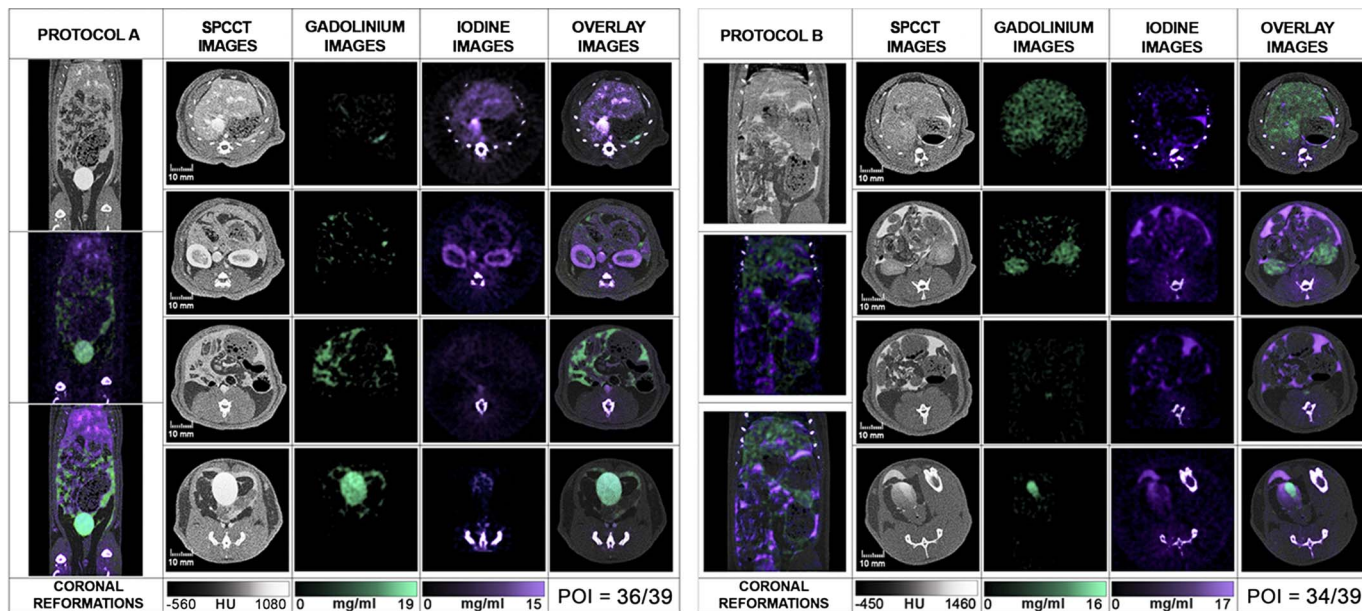 PROTOCOL A
SPCCT IMAGES
GADOLINIUM IMAGES
IODINE IMAGES
OVERLAY IMAGES
10 mm
10 mm
10 mm
10 mm
CORONAL REFORMATIONS
-560 HU 1080
0 mg/ml 19
0 mg/ml 15
POI = 36/39
PROTOCOL B
SPCCT IMAGES
GADOLINIUM IMAGES
IODINE IMAGES
OVERLAY IMAGES
10 mm
10 mm
10 mm
10 mm
CORONAL REFORMATIONS
-450 HU 1460
0 mg/ml 16
0 mg/ml 17
POI = 34/39